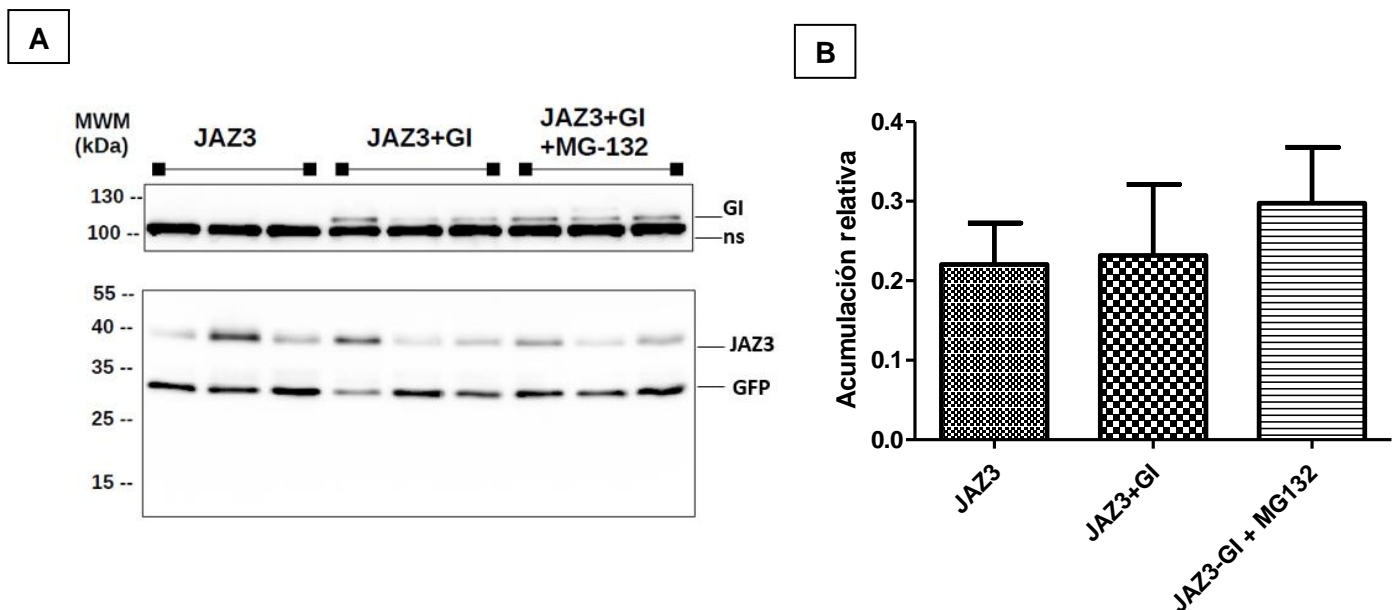 A
MWM
(kDa)
JAZ3
JAZ3+GI
JAZ3+GI
+MG-132
130 --
100 --
GI
ns
55 --
40 --
35 --
25 --
15 --
JAZ3
GFP
B
Acumulación relativa
0.4
0.3
0.2
0.1
0.0
JAZ3
JAZ3+GI
JAZ3-GI + MG132